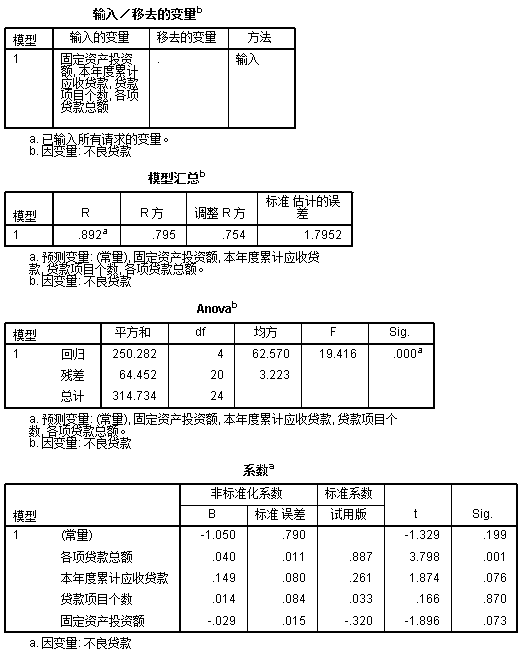 输入／移去的变量b
模型 输入的变量 移去的变量 方法
1 固定资产投资额, 本年度累计应收贷款, 贷款项目个数, 各项贷款总额 . 输入
a. 已输入所有请求的变量。
b. 因变量: 不良贷款
模型汇总b
模型 R R 方 调整 R 方 标准 估计的误差
1 .892a .795 .754 1.7952
a. 预测变量: (常量), 固定资产投资额, 本年度累计应收贷
款, 贷款项目个数, 各项贷款总额。
b. 因变量: 不良贷款
Anovab
模型 平方和 df 均方 F Sig.
1 回归 250.282 4 62.570 19.416 .000a
残差 64.452 20 3.223
总计 314.734 24
a. 预测变量: (常量), 固定资产投资额, 本年度累计应收贷款, 贷款项目个
数, 各项贷款总额。
b. 因变量: 不良贷款
系数a
模型 非标准化系数 标准系数 t Sig.
B 标准 误差 试用版
1 (常量) -1.050 .790 -1.329 .199
各项贷款总额 .040 .011 .887 3.798 .001
本年度累计应收贷款 .149 .080 .261 1.874 .076
贷款项目个数 .014 .084 .033 .166 .870
固定资产投资额 -.029 .015 -.320 -1.896 .073
a. 因变量: 不良贷款